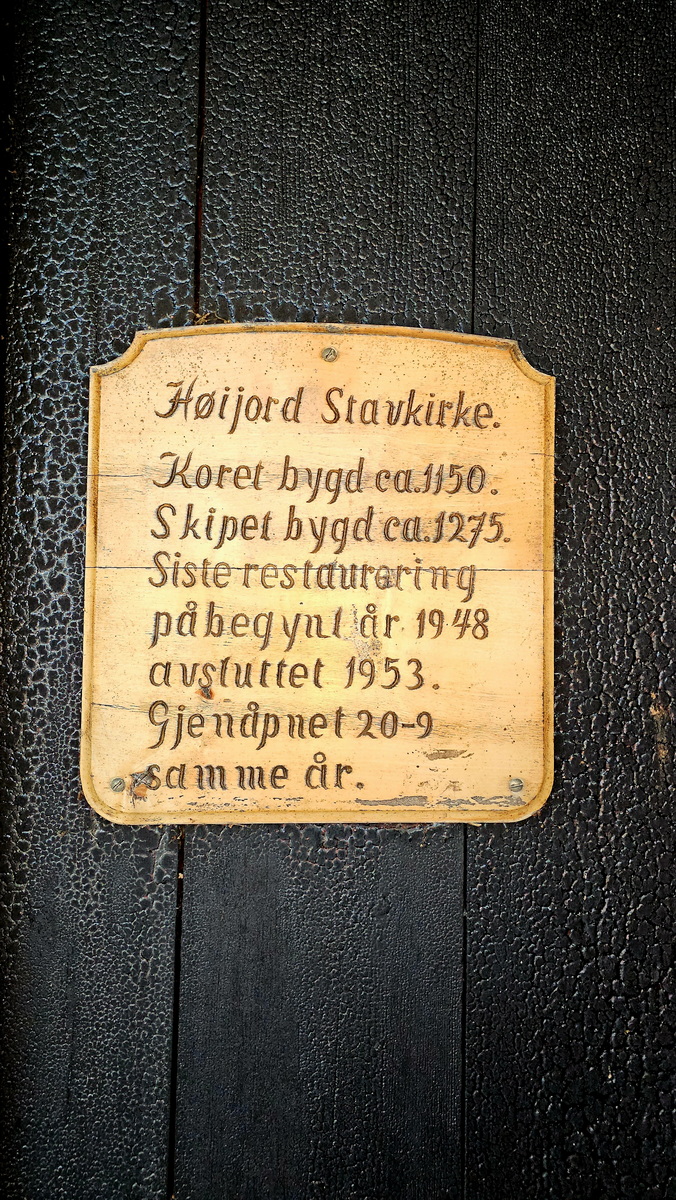 Høijord Stavkirke.
Koret bygd ca.1150.
Skipet bygd ca.1275.
Siste restaurering
påbegynt år 1948
avsluttet 1953.
Gjenåpnet 20-9
samme år.